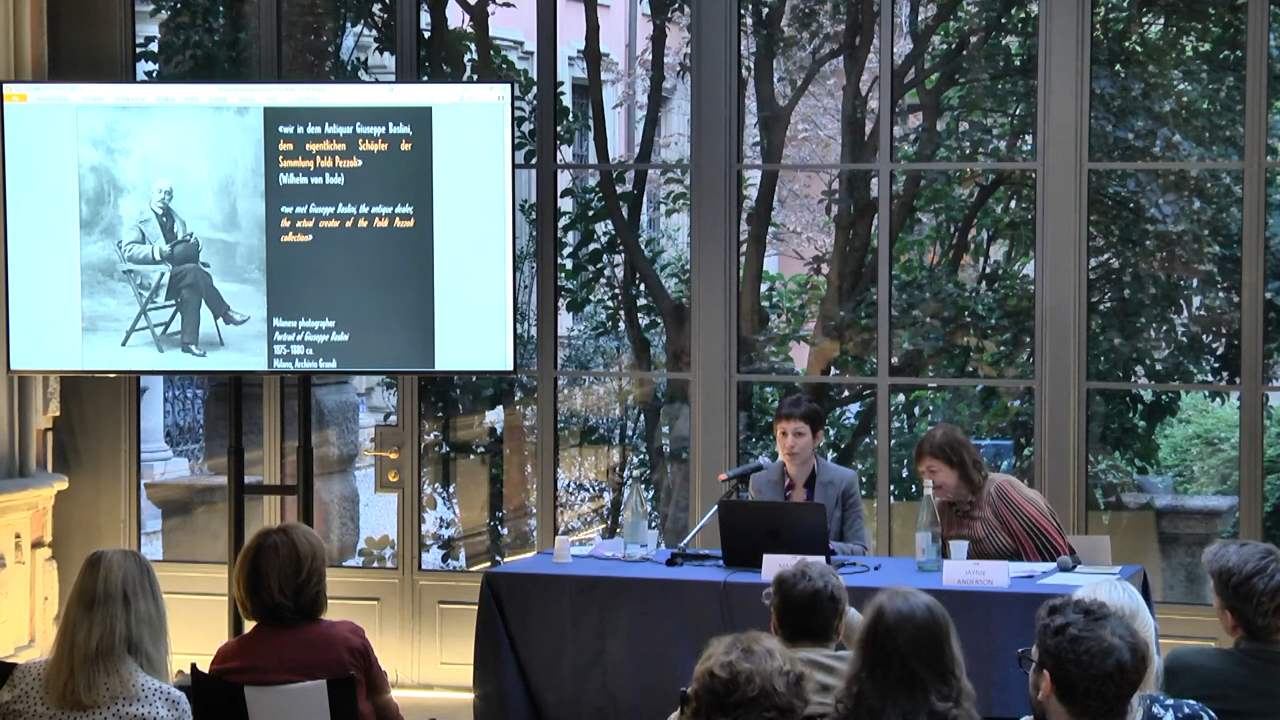 «wir in dem Antiquar Giuseppe Baslini,
dem eigentlichen Schöpfer der
Sammlung Poldi Pezzoli»
(Wilhelm von Bode)
«we met Giuseppe Baslini, the antique dealer,
the actual creator of the Poldi Pezzoli
collection»
Milanese photographer
Portrait of Giuseppe Baslini
1875-1880 ca.
Milano, Archivio Grandi
JAYNIE
ANDERSON